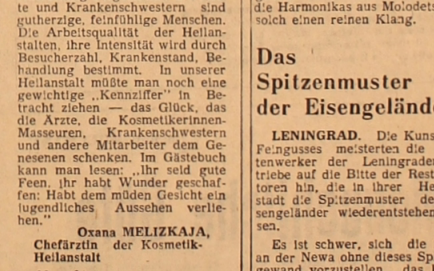 te und Krankenschwestern sind
gutherzige, feinfühlige Menschen.
Die Arbeitsqualität der Heilan-
stalten, ihre Intensität wird durch
Besucherzahl, Krankenstand, Be-
handlung bestimmt. In unserer
Heilanstalt müßte man noch eine
gewichtige „Kennziffer" in Be-
tracht ziehen — das Glück, das
die Ärzte, die Kosmetikerinnen-
Masseuren, Krankenschwestern
und andere Mitarbeiter dem Ge-
nesenen schenken. Im Gästebuch
kann man lesen: „Ihr seid gute
Feen. Ihr habt Wunder geschaf-
fen: Habt dem müden Gesicht ein
jugendliches Aussehen verlie-
hen."
Oxana MELIZKAJA,
Chefärztin der Kosmetik-
Heilanstalt
die Harmonikas aus Molodets
solch einen reinen Klang.
Das
Spitzenmuster
der Eisengelände
LENINGRAD. Die Kuns
Feingusses meisterten die
tenwerker der Leningrader
triebe auf die Bitte der Rest
toren hin, die in ihrer He
stadt die Spitzenmuster de
sengeländer wiederentstehen
sen.
Es ist schwer, sich die
an der Newa ohne dieses Sp
gewand vorzustellen, das